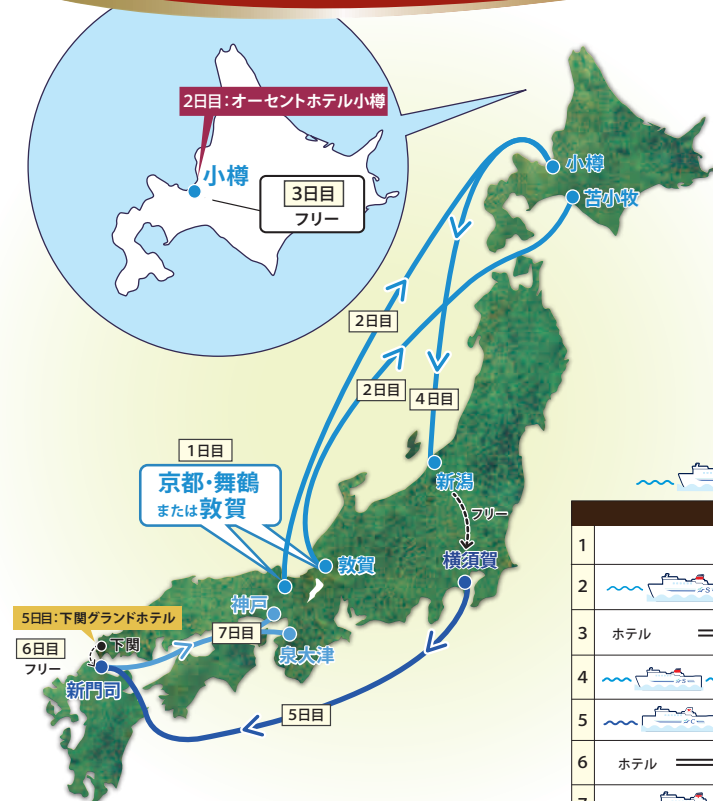 2日目:オーセントホテル小樽
小樽
3日目
フリー
小樽
苫小牧
2日目
2日目
4日目
1日目
京都・舞鶴
または敦賀
新潟
フリー
横須賀
敦賀
神戸
7日目
泉大津
5日目:下関グランドホテル
6日目
フリー
下関
新門司
5日目
1
2
3 ホテル
4
5
6 ホテル